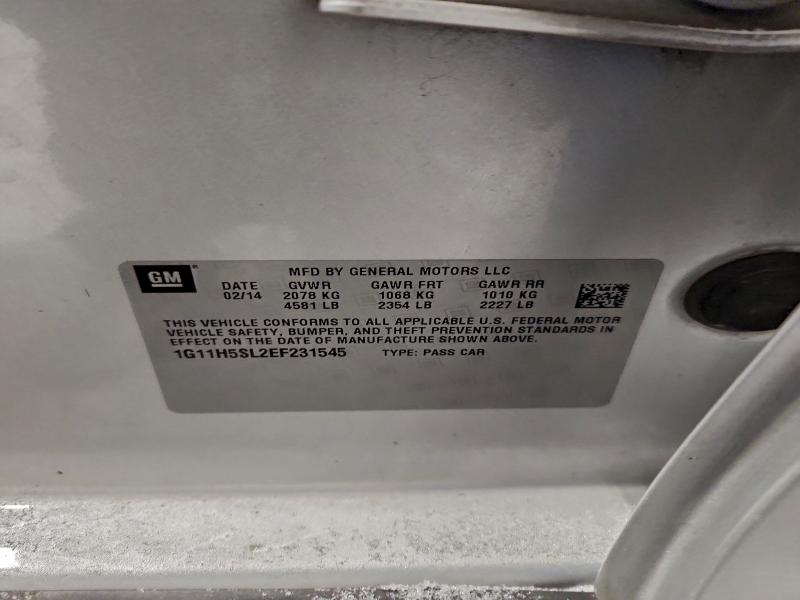 GM
MFD BY GENERAL MOTORS LLC
DATE GVWR GAWR FRT GAWR RR
02/14 2078 KG 1068 KG 1010 KG
4581 LB 2354 LB 2227 LB
THIS VEHICLE CONFORMS TO ALL APPLICABLE U.S. FEDERAL MOTOR
VEHICLE SAFETY, BUMPER, AND THEFT PREVENTION STANDARDS IN
EFFECT ON THE DATE OF MANUFACTURE SHOWN ABOVE.
1G11H5SL2EF231545 TYPE: PASS CAR